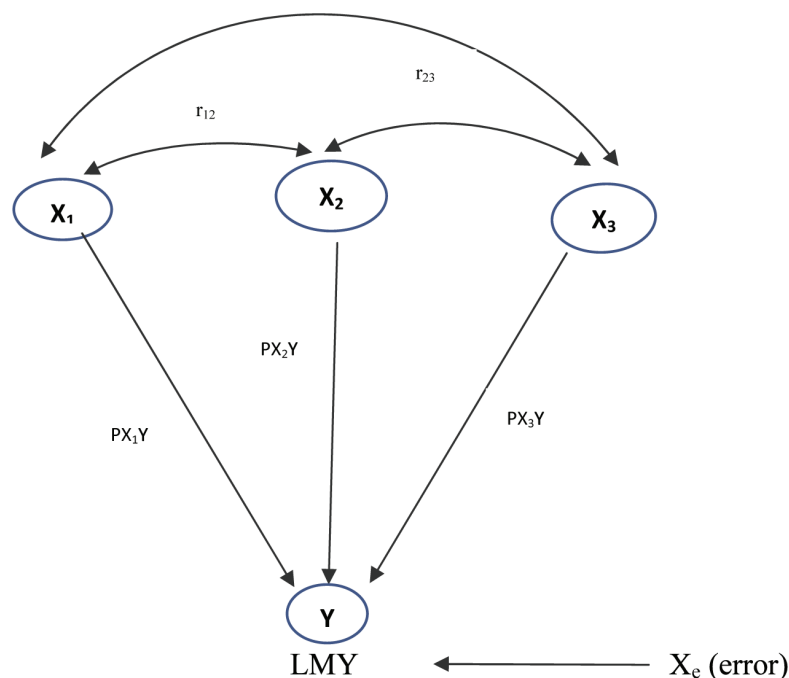 r₂₃
r₁₂
X₁
X₂
X₃
PX₂Y
PX₃Y
PX₁Y
Y
LMY
Xₑ (error)